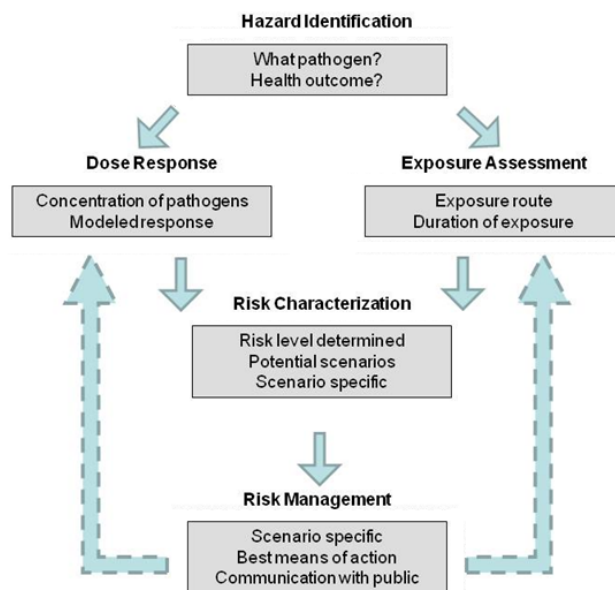 Hazard Identification
What pathogen?
Health outcome?
Dose Response
Concentration of pathogens
Modeled response
Exposure Assessment
Exposure route
Duration of exposure
Risk Characterization
Risk level determined
Potential scenarios
Scenario specific
Risk Management
Scenario specific
Best means of action
Communication with public